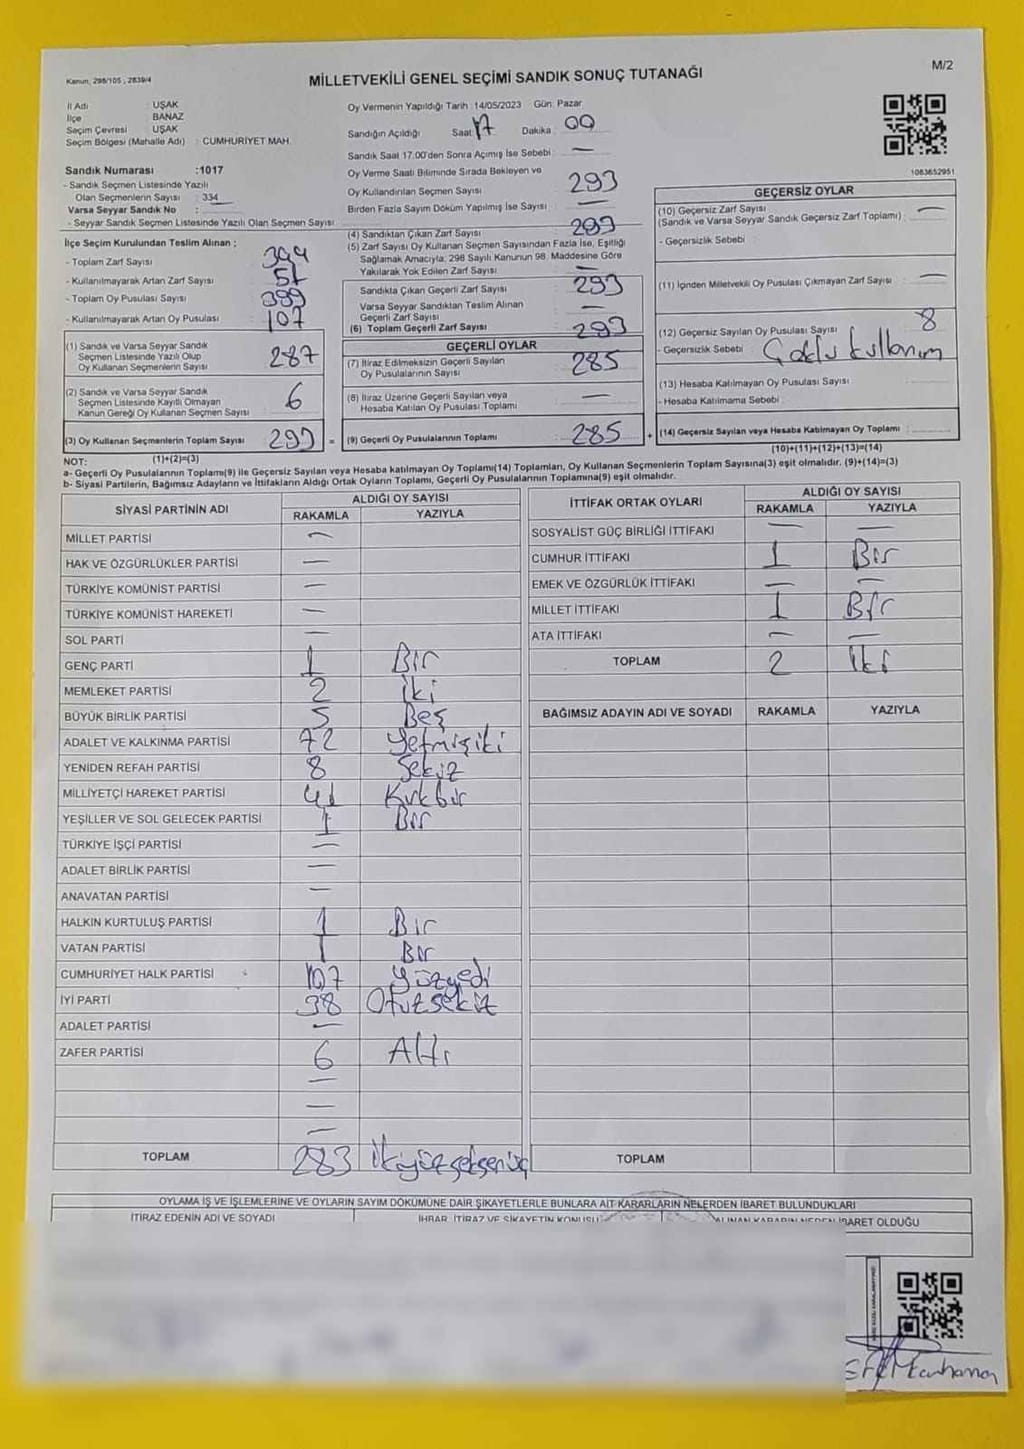 Kanun, 298/105 , 2839/4
MİLLETVEKİLİ GENEL SEÇİMİ SANDIK SONUÇ TUTANAĞI
M/2
İl Adı : UŞAK
İlçe : BANAZ
Seçim Çevresi : UŞAK
Seçim Bölgesi (Mahalle Adı) : CUMHURİYET MAH.
Sandık Numarası :1017
- Sandık Seçmen Listesinde Yazılı
Olan Seçmenlerin Sayısı : 334
Varsa Seyyar Sandık No :
- Seyyar Sandık Seçmen Listesinde Yazılı Olan Seçmen Sayısı
İlçe Seçim Kurulundan Teslim Alınan ;
- Toplam Zarf Sayısı 344
- Kullanılmayarak Artan Zarf Sayısı 51
- Toplam Oy Pusulası Sayısı 399
- Kullanılmayarak Artan Oy Pusulası 107
(1) Sandık ve Varsa Seyyar Sandık
Seçmen Listesinde Yazılı Olup
Oy Kullanan Seçmenlerin Sayısı 287
(2) Sandık ve Varsa Seyyar Sandık
Seçmen Listesinde Kayıtlı Olmayan
Kanun Gereği Oy Kullanan Seçmen Sayısı 6
(3) Oy Kullanan Seçmenlerin Toplam Sayısı 293 =
(1)+(2)=(3)
Oy Vermenin Yapıldığı Tarih :14/05/2023 Gün: Pazar
Sandığın Açıldığı Saat 17 Dakika : 00
Sandık Saat 17:00'den Sonra Açımış İse Sebebi : —
Oy Verme Saati Bitiminde Sırada Bekleyen ve
Oy Kullandırılan Seçmen Sayısı 293
Birden Fazla Sayım Döküm Yapılmış İse Sayısı : —
(4) Sandıktan Çıkan Zarf Sayısı 293
(5) Zarf Sayısı Oy Kullanan Seçmen Sayısından Fazla İse, Eşitliği
Sağlamak Amacıyla; 298 Sayılı Kanunun 98. Maddesine Göre
Yakılarak Yok Edilen Zarf Sayısı : —
Sandıkta Çıkan Geçerli Zarf Sayısı : 293
Varsa Seyyar Sandıktan Teslim Alınan
Geçerli Zarf Sayısı : —
(6) Toplam Geçerli Zarf Sayısı 293
GEÇERLİ OYLAR
(7) İtiraz Edilmeksizin Geçerli Sayılan
Oy Pusulalarının Sayısı 285
(8) İtiraz Üzerine Geçerli Sayılan veya
Hesaba Katılan Oy Pusulası Toplamı —
(9) Geçerli Oy Pusulalarının Toplamı : 285 +
1083652951
GEÇERSİZ OYLAR
(10) Geçersiz Zarf Sayısı
(Sandık ve Varsa Seyyar Sandık Geçersiz Zarf Toplamı) : —
- Geçersizlik Sebebi :
(11) İçinden Milletvekili Oy Pusulası Çıkmayan Zarf Sayısı : —
(12) Geçersiz Sayılan Oy Pusulası Sayısı 8
- Geçersizlik Sebebi Çoklu kullanım
(13) Hesaba Katılmayan Oy Pusulası Sayısı
- Hesaba Katılmama Sebebi
(14) Geçersiz Sayılan veya Hesaba Katılmayan Oy Toplamı :
(10)+(11)+(12)+(13)=(14)
NOT:
a- Geçerli Oy Pusulalarının Toplamı(9) ile Geçersiz Sayılan veya Hesaba katılmayan Oy Toplamı(14) Toplamları, Oy Kullanan Seçmenlerin Toplam Sayısına(3) eşit olmalıdır. (9)+(14)=(3)
b- Siyasi Partilerin, Bağımsız Adayların ve İttifakların Aldığı Ortak Oyların Toplamı, Geçerli Oy Pusulalarının Toplamına(9) eşit olmalıdır.
SİYASİ PARTİNİN ADI ALDIĞI OY SAYISI
RAKAMLA YAZIYLA
MİLLET PARTİSİ —
HAK VE ÖZGÜRLÜKLER PARTİSİ —
TÜRKİYE KOMÜNİST PARTİSİ —
TÜRKİYE KOMÜNİST HAREKETİ —
SOL PARTİ —
GENÇ PARTİ 1 Bir
MEMLEKET PARTİSİ 2 İki
BÜYÜK BİRLİK PARTİSİ 5 Beş
ADALET VE KALKINMA PARTİSİ 72 Yetmişiki
YENİDEN REFAH PARTİSİ 8 Sekiz
MİLLİYETÇİ HAREKET PARTİSİ 41 Kırkbir
YEŞİLLER VE SOL GELECEK PARTİSİ 1 Bir
TÜRKİYE İŞÇİ PARTİSİ —
ADALET BİRLİK PARTİSİ —
ANAVATAN PARTİSİ —
HALKIN KURTULUŞ PARTİSİ 1 Bir
VATAN PARTİSİ 1 Bir
CUMHURİYET HALK PARTİSİ 107 Yüzyedi
İYİ PARTİ 38 Otuzsekiz
ADALET PARTİSİ —
ZAFER PARTİSİ 6 Altı
—
—
—
TOPLAM 283 İkiyüzseksenüç
İTTİFAK ORTAK OYLARI ALDIĞI OY SAYISI
RAKAMLA YAZIYLA
SOSYALİST GÜÇ BİRLİĞİ İTTİFAKI — —
CUMHUR İTTİFAKI 1 Bir
EMEK VE ÖZGÜRLÜK İTTİFAKI — —
MİLLET İTTİFAKI 1 Bir
ATA İTTİFAKI — —
TOPLAM 2 İki
BAĞIMSIZ ADAYIN ADI VE SOYADI RAKAMLA YAZIYLA
TOPLAM
OYLAMA İŞ VE İŞLEMLERİNE VE OYLARIN SAYIM DÖKÜMÜNE DAİR ŞİKAYETLERLE BUNLARA AİT KARARLARIN NELERDEN İBARET BULUNDUKLARI
İTİRAZ EDENİN ADI VE SOYADI İHBAR, İTİRAZ VE ŞİKAYETİN KONUSU ALINAN KARARIN NEDEN İBARET OLDUĞU